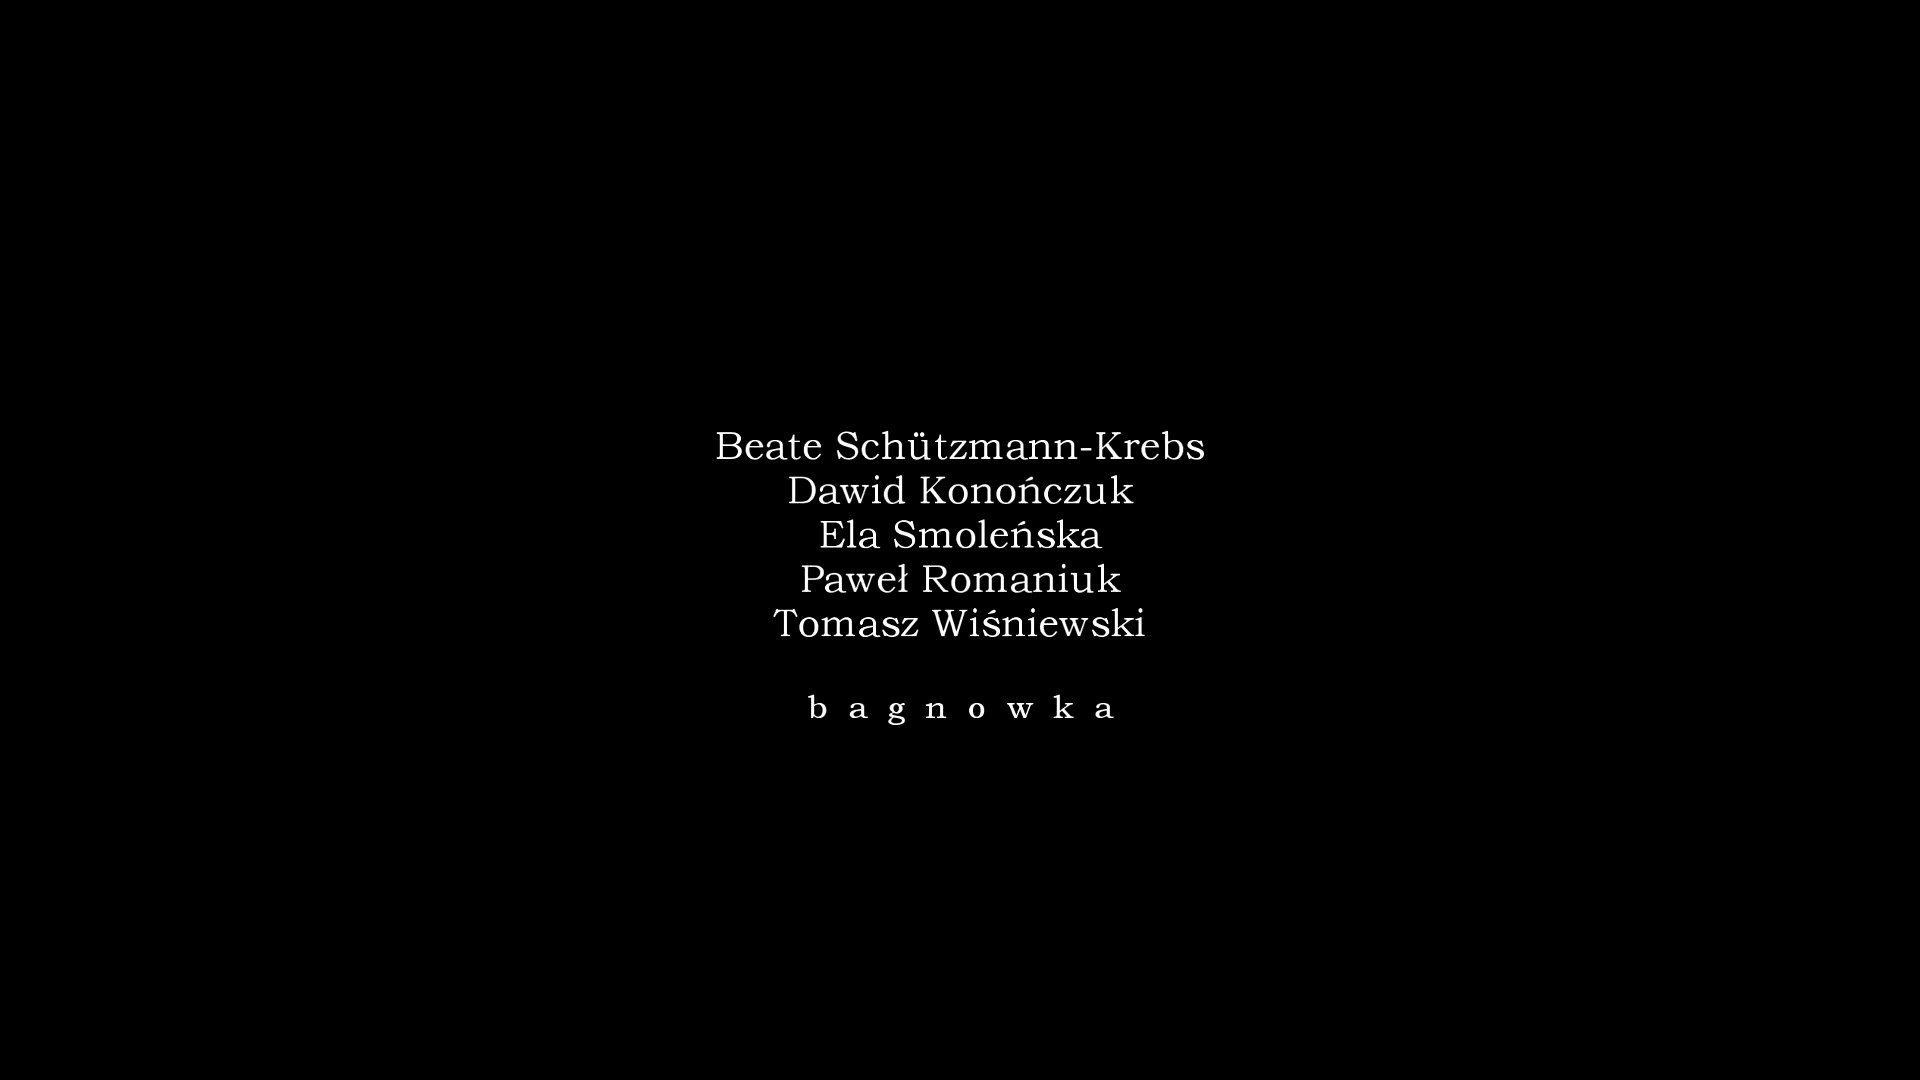 Beate Schützmann-Krebs
Dawid Konończuk
Ela Smoleńska
Paweł Romaniuk
Tomasz Wiśniewski
b a g n o w k a